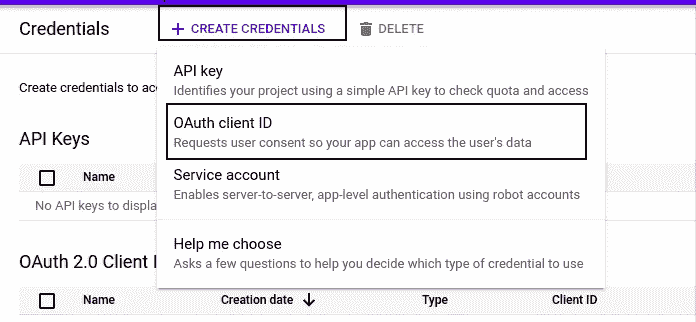 Credentials + CREATE CREDENTIALS DELETE
API key
Create credentials to acc Identifies your project using a simple API key to check quota and access
OAuth client ID
Requests user consent so your app can access the user's data
API Keys
Name
Service account
No API keys to displa Enables server-to-server, app-level authentication using robot accounts
Help me choose
OAuth 2.0 Client I Asks a few questions to help you decide which type of credential to use
Name Creation date ↓ Type Client ID